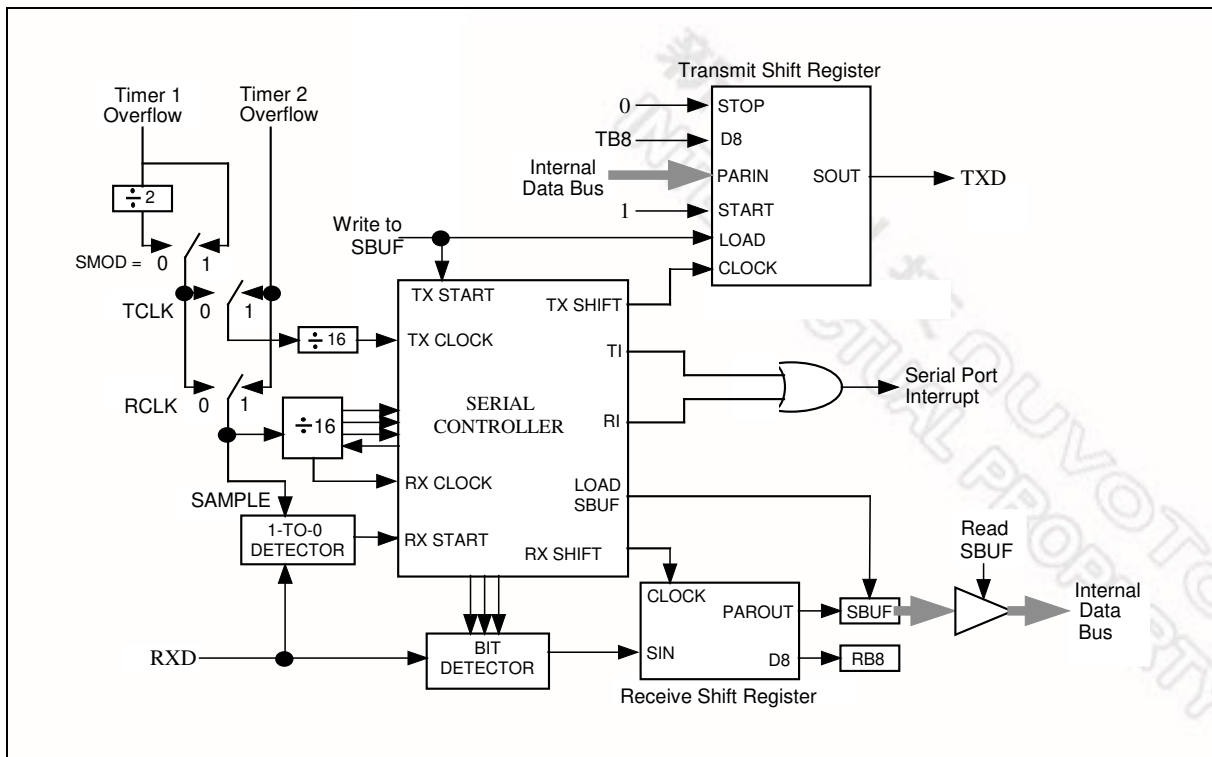 Timer 1
Overflow
Timer 2
Overflow
÷ 2
SMOD = 0 1
TCLK 0 1
÷ 16
RCLK 0 1
÷16
SAMPLE
1-TO-0
DETECTOR
RXD
Write to
SBUF
TX START
TX CLOCK
TX SHIFT
TI
SERIAL
CONTROLLER
RI
RX CLOCK
LOAD
SBUF
RX START
RX SHIFT
BIT
DETECTOR
Transmit Shift Register
0
STOP
TB8
D8
Internal
Data Bus
PARIN
SOUT
TXD
1
START
LOAD
CLOCK
Serial Port
Interrupt
CLOCK
PAROUT
SIN
D8
Receive Shift Register
SBUF
RB8
Read
SBUF
Internal
Data
Bus
NUVOTO
CTUAL PROPERTY